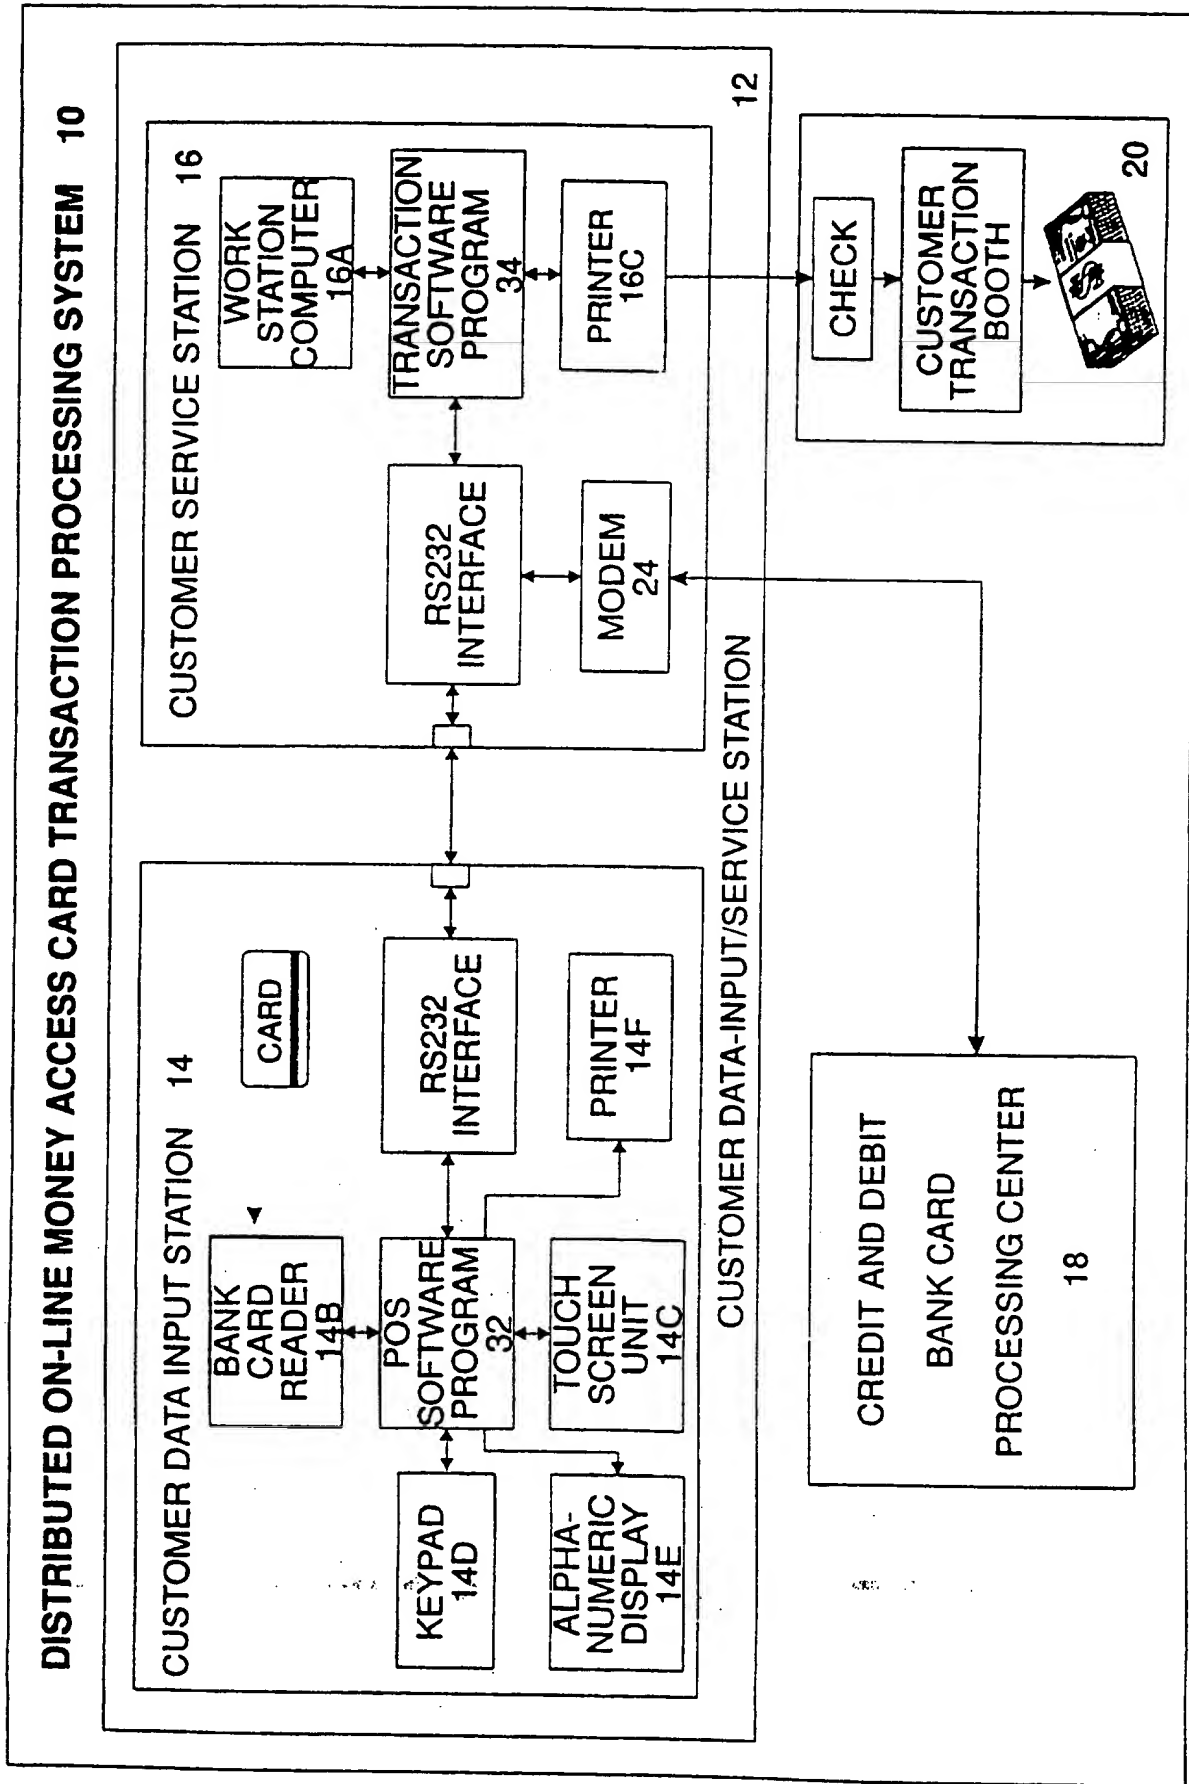 DISTRIBUTED ON-LINE MONEY ACCESS CARD TRANSACTION PROCESSING SYSTEM 10
CUSTOMER DATA INPUT STATION 14
BANK
CARD
READER
14B
CARD
KEYPAD
14D
POS
SOFTWARE
PROGRAM
32
RS232
INTERFACE
ALPHA-
NUMERIC
DISPLAY
14E
TOUCH
SCREEN
UNIT
14C
PRINTER
14F
CUSTOMER SERVICE STATION 16
WORK
STATION
COMPUTER
16A
RS232
INTERFACE
TRANSACTION
SOFTWARE
PROGRAM
34
MODEM
24
PRINTER
16C
CUSTOMER DATA-INPUT/SERVICE STATION
12
CREDIT AND DEBIT
BANK CARD
PROCESSING CENTER
18
CHECK
CUSTOMER
TRANSACTION
BOOTH
$
20